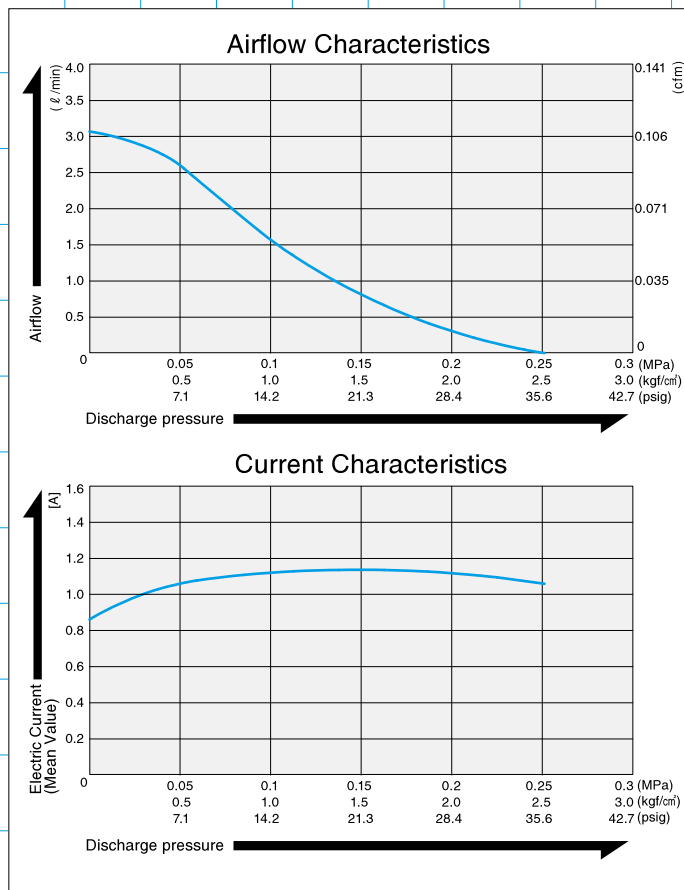 Airflow Characteristics
Airflow
(ℓ/min)
4.0
3.5
3.0
2.5
2.0
1.5
1.0
0.5
0
0.141
(cfm)
0.106
0.071
0.035
0
0.05 0.1 0.15 0.2 0.25 0.3 (MPa)
0.5 1.0 1.5 2.0 2.5 3.0 (kgf/c㎡)
7.1 14.2 21.3 28.4 35.6 42.7 (psig)
Discharge pressure
Current Characteristics
Electric Current
(Mean Value)
[A]
1.6
1.4
1.2
1.0
0.8
0.6
0.4
0.2
0
0.05 0.1 0.15 0.2 0.25 0.3 (MPa)
0.5 1.0 1.5 2.0 2.5 3.0 (kgf/c㎡)
7.1 14.2 21.3 28.4 35.6 42.7 (psig)
Discharge pressure